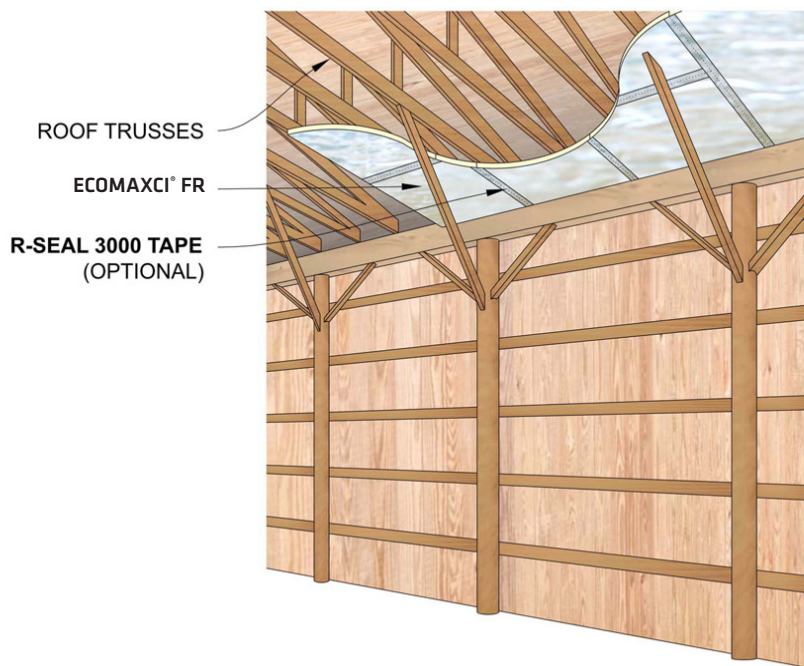 ROOF TRUSSES
ECOMAXCI® FR
R-SEAL 3000 TAPE
(OPTIONAL)